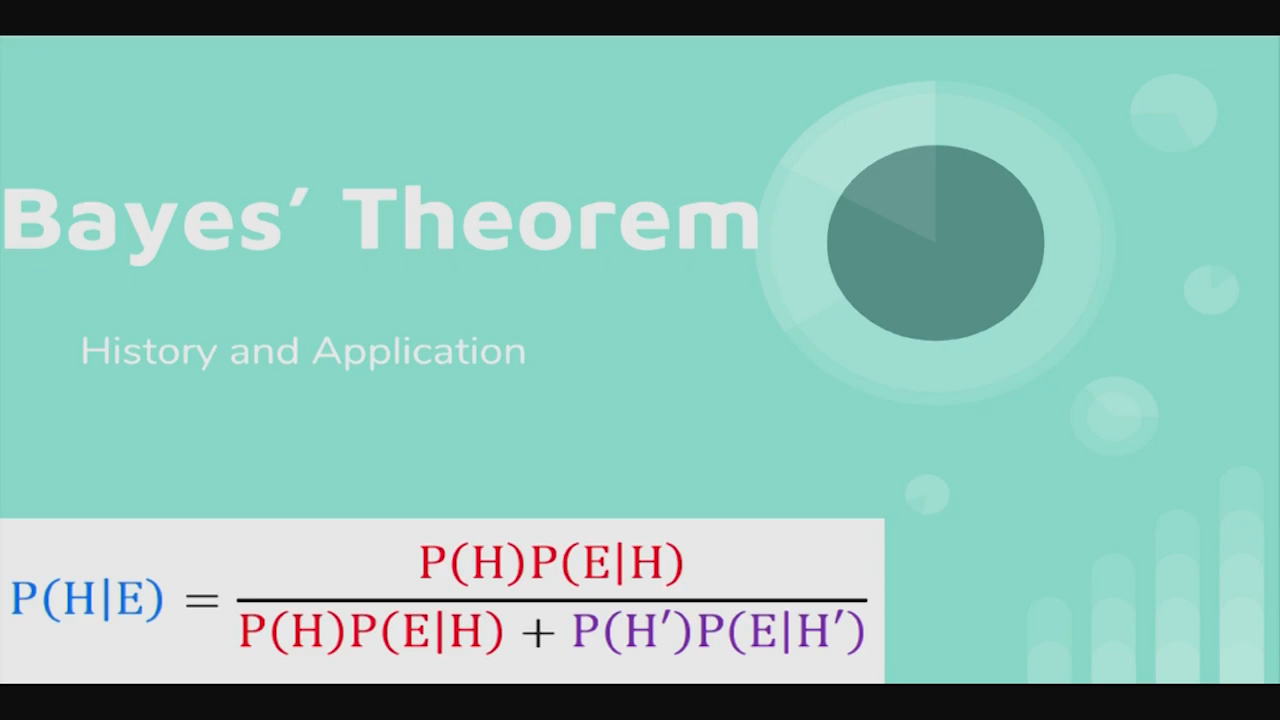 Bayes’ Theorem
History and Application
P(H)P(E|H)
P(H|E) =
P(H)P(E|H) + P(H′)P(E|H′)